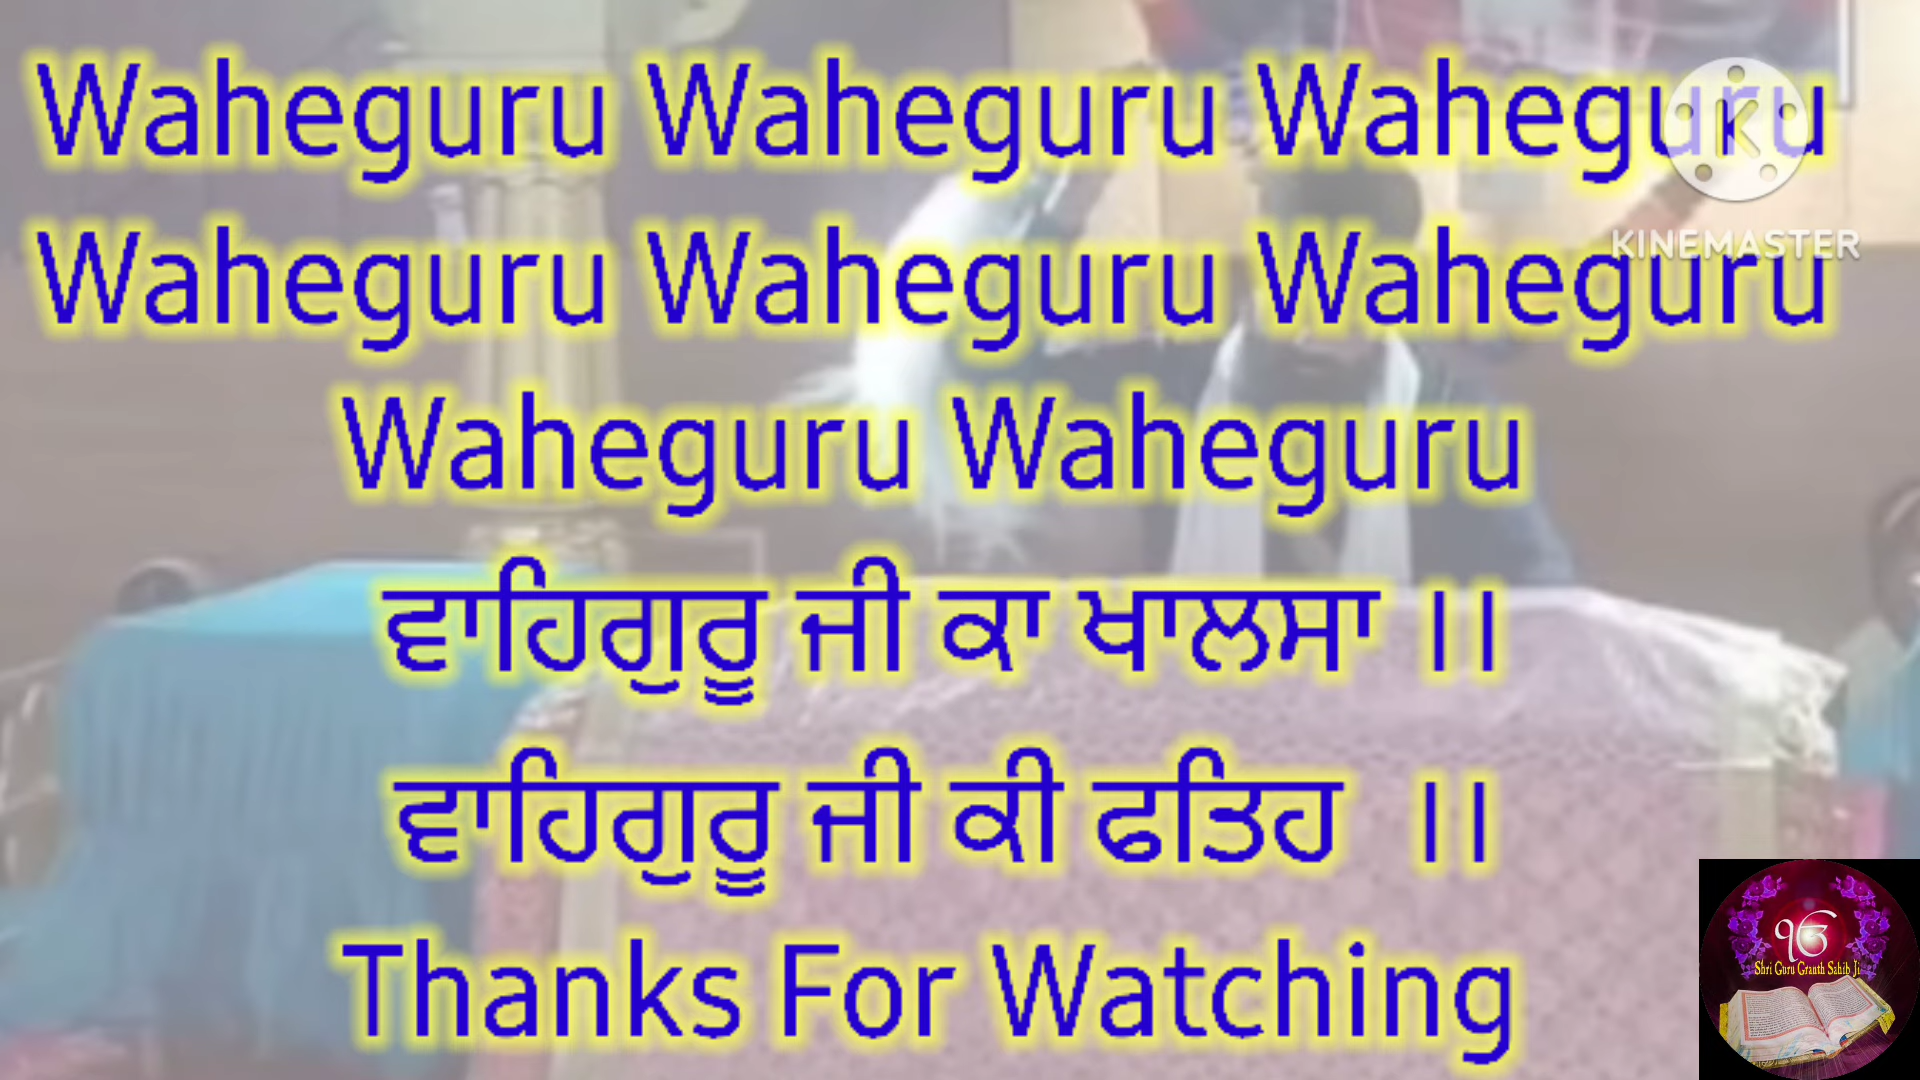 Waheguru Waheguru Waheguru
KINEMASTER
Waheguru Waheguru Waheguru
Waheguru Waheguru
ਵਾਹਿਗੁਰੂ ਜੀ ਕਾ ਖਾਲਸਾ ।।
ਵਾਹਿਗੁਰੂ ਜੀ ਕੀ ਫਤਿਹ ।।
Thanks For Watching
ੴ
Shri Guru Granth Sahib Ji